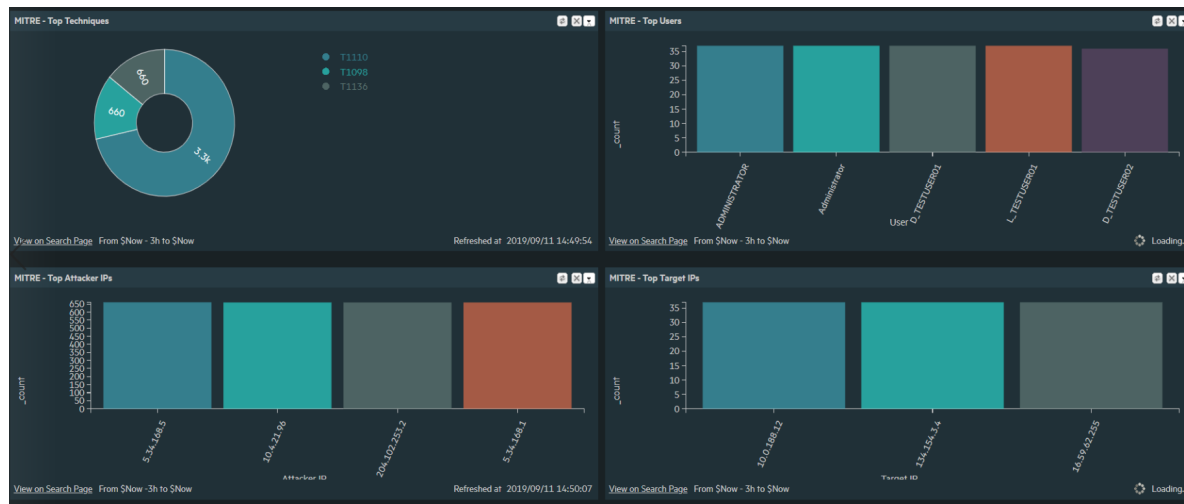 MITRE - Top Techniques
T1110
T1098
T1136
660
660
3.3k
View on Search Page From $Now - 3h to $Now
Refreshed at 2019/09/11 14:49:54
MITRE - Top Users
35
30
25
20
15
10
5
0
_count
ADMINISTRATOR
Administrator
D_TESTUSER01
L_TESTUSER01
D_TESTUSER02
User
View on Search Page From $Now - 3h to $Now
Loading.
MITRE - Top Attacker IPs
650
600
550
500
450
400
350
300
250
200
150
100
50
0
_count
5.34.168.5
10.4.21.96
204.102.253.2
5.34.168.1
Attacker IP
View on Search Page From $Now -3h to $Now
Refreshed at 2019/09/11 14:50:07
MITRE - Top Target IPs
35
30
25
20
15
10
5
0
_count
10.0.188.12
134.154.3.4
16.59.62.255
Target IP
View on Search Page From $Now -3h to $Now
Loading.